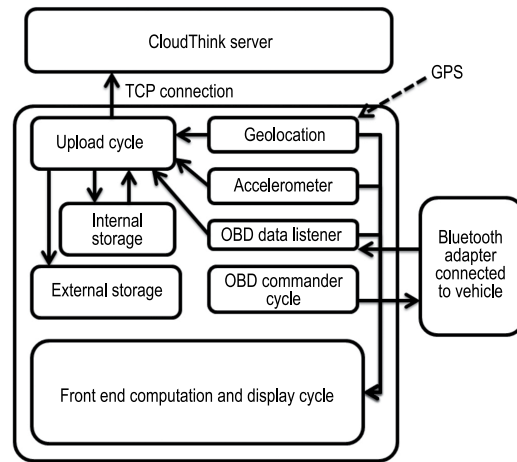 CloudThink server
GPS
TCP connection
Upload cycle
Geolocation
Accelerometer
Internal
storage
OBD data listener
External storage
OBD commander
cycle
Bluetooth
adapter
connected
to vehicle
Front end computation and display cycle